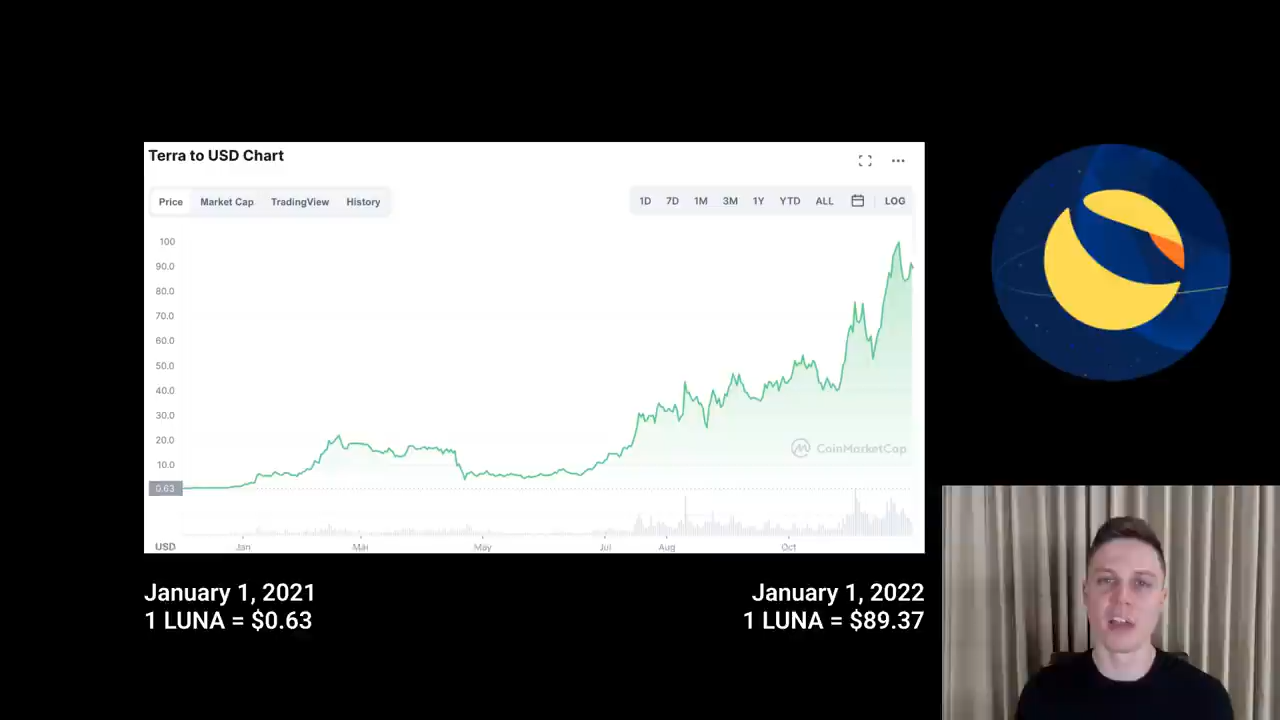 Terra to USD Chart
Price Market Cap TradingView History
1D 7D 1M 3M 1Y YTD ALL LOG
100
90.0
80.0
70.0
60.0
50.0
40.0
30.0
20.0
10.0
0.63
CoinMarketCap
USD Jan Mar May Jul Aug Oct
January 1, 2021
1 LUNA = $0.63
January 1, 2022
1 LUNA = $89.37